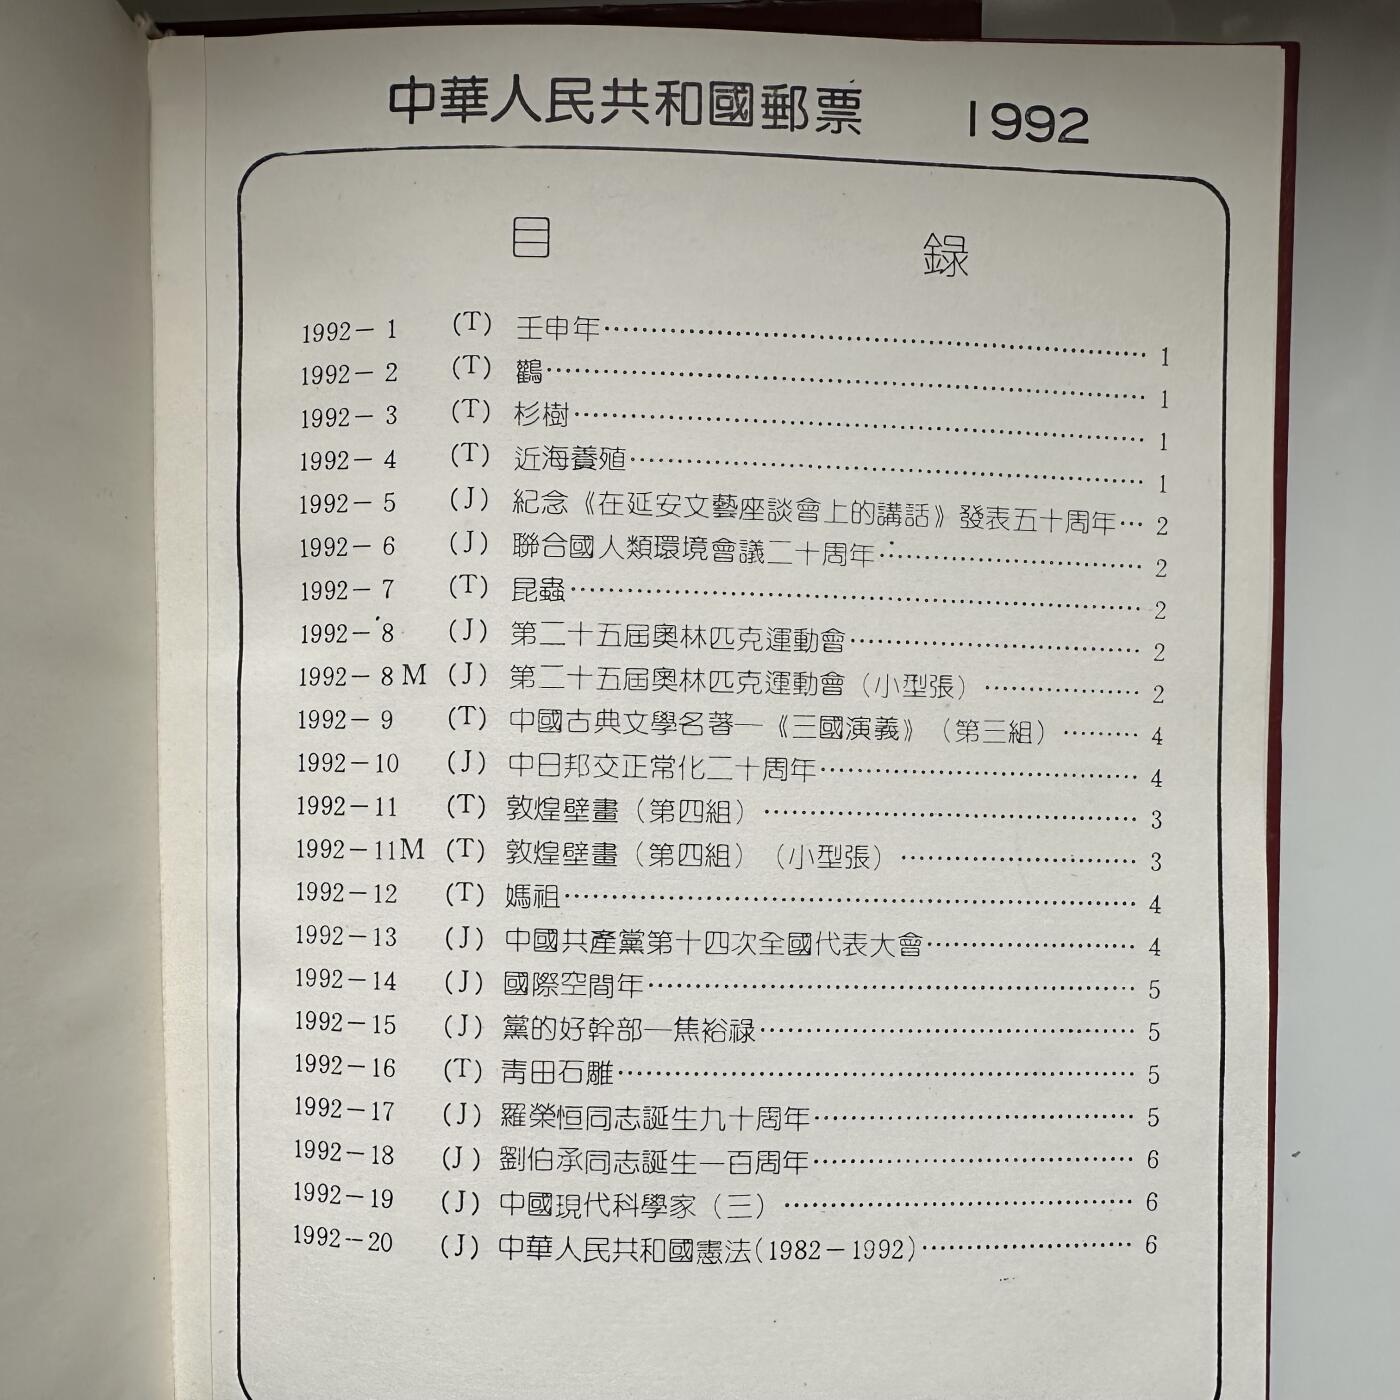 中華人民共和國郵票 1992
目 錄
1992－1 (T) 壬申年 1
1992－2 (T) 鸛 1
1992－3 (T) 杉樹 1
1992－4 (T) 近海養殖 1
1992－5 (J) 紀念《在延安文藝座談會上的講話》發表五十周年 2
1992－6 (J) 聯合國人類環境會議二十周年 2
1992－7 (T) 昆蟲 2
1992－8 (J) 第二十五屆奧林匹克運動會 2
1992－8M (J) 第二十五屆奧林匹克運動會（小型張） 2
1992－9 (T) 中國古典文學名著—《三國演義》（第三組） 4
1992－10 (J) 中日邦交正常化二十周年 4
1992－11 (T) 敦煌壁畫（第四組） 3
1992－11M (T) 敦煌壁畫（第四組）（小型張） 3
1992－12 (T) 媽祖 4
1992－13 (J) 中國共產黨第十四次全國代表大會 4
1992－14 (J) 國際空間年 5
1992－15 (J) 黨的好幹部—焦裕祿 5
1992－16 (T) 青田石雕 5
1992－17 (J) 羅榮恒同志誕生九十周年 5
1992－18 (J) 劉伯承同志誕生一百周年 6
1992－19 (J) 中國現代科學家（三） 6
1992－20 (J) 中華人民共和國憲法(1982－1992) 6